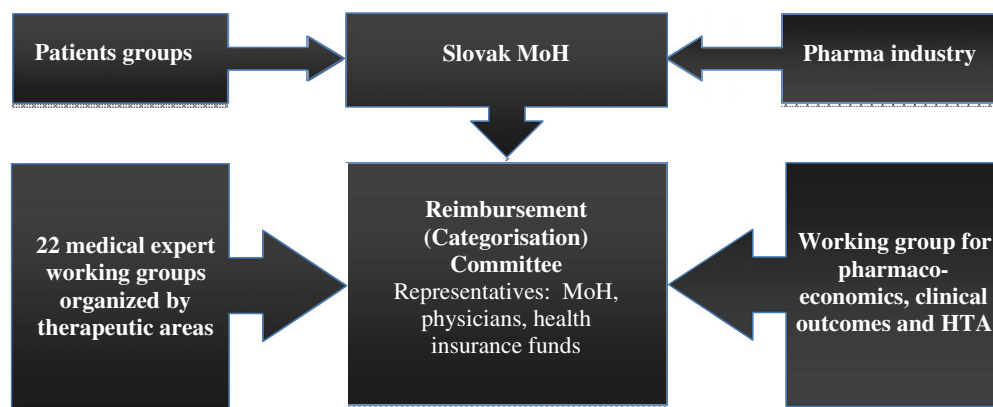 Patients groups
Slovak MoH
Pharma industry
22 medical expert
working groups
organized by
therapeutic areas
Reimbursement
(Categorisation)
Committee
Representatives: MoH,
physicians, health
insurance funds
Working group for
pharmaco-
economics, clinical
outcomes and HTA